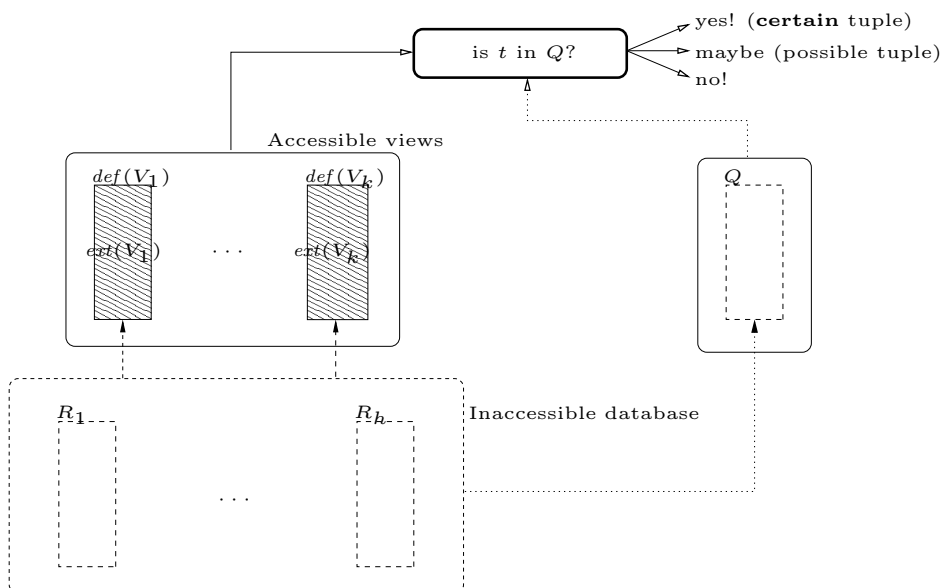 yes! (certain tuple)
is t in Q?
maybe (possible tuple)
no!
Accessible views
def(V1)
def(Vk)
Q
ext(V1)
. . .
ext(Vk)
R1
Rh
Inaccessible database
. . .